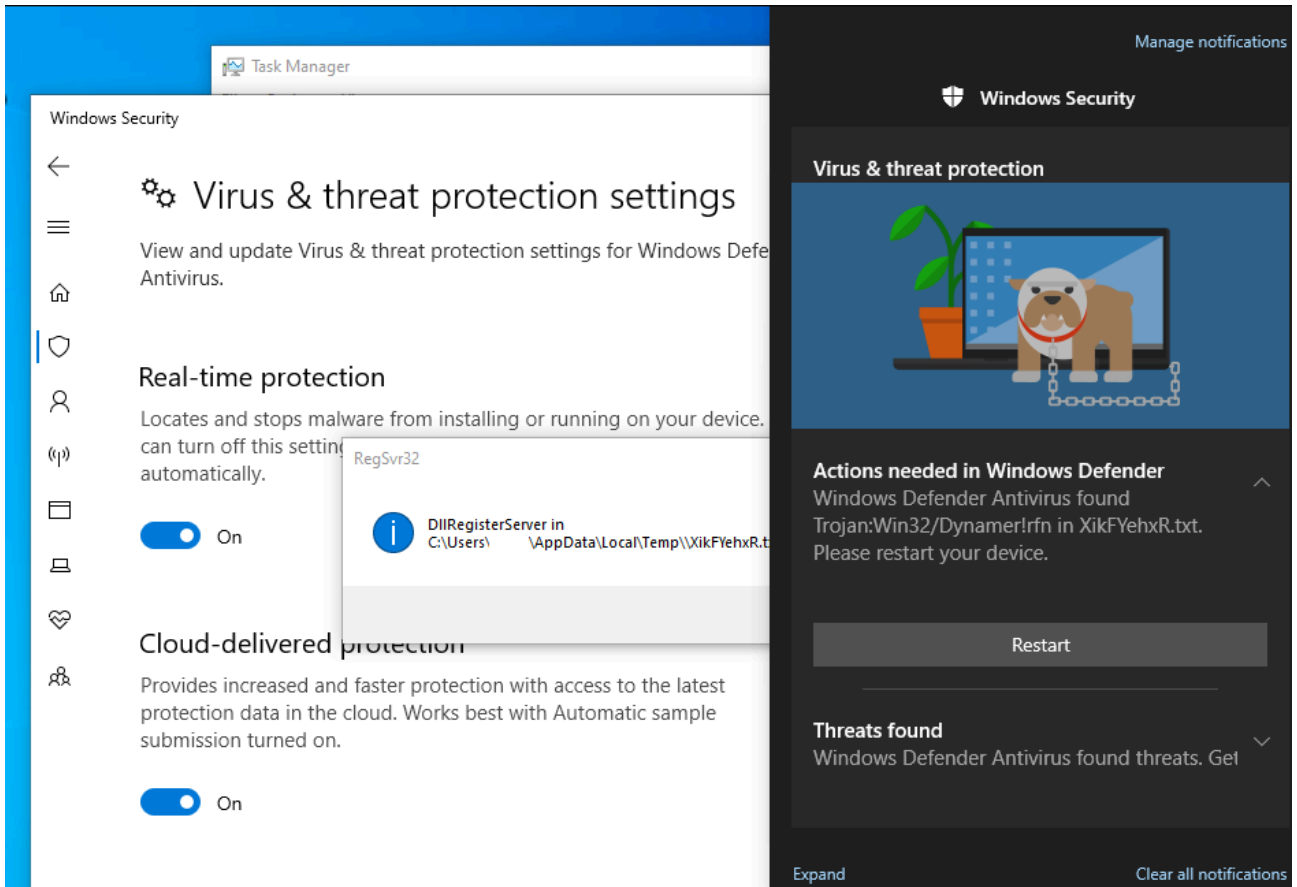 Task Manager
Windows Security
Virus & threat protection settings
View and update Virus & threat protection settings for Windows Defe
Antivirus.
Real-time protection
Locates and stops malware from installing or running on your device.
can turn off this setting
automatically.
On
RegSvr32
DllRegisterServer in
C:\Users\ \AppData\Local\Temp\\XikFYehxR.t
Cloud-delivered protection
Provides increased and faster protection with access to the latest
protection data in the cloud. Works best with Automatic sample
submission turned on.
On
Manage notifications
Windows Security
Virus & threat protection
Actions needed in Windows Defender
Windows Defender Antivirus found
Trojan:Win32/Dynamer!rfn in XikFYehxR.txt.
Please restart your device.
Restart
Threats found
Windows Defender Antivirus found threats. Get
Expand
Clear all notifications